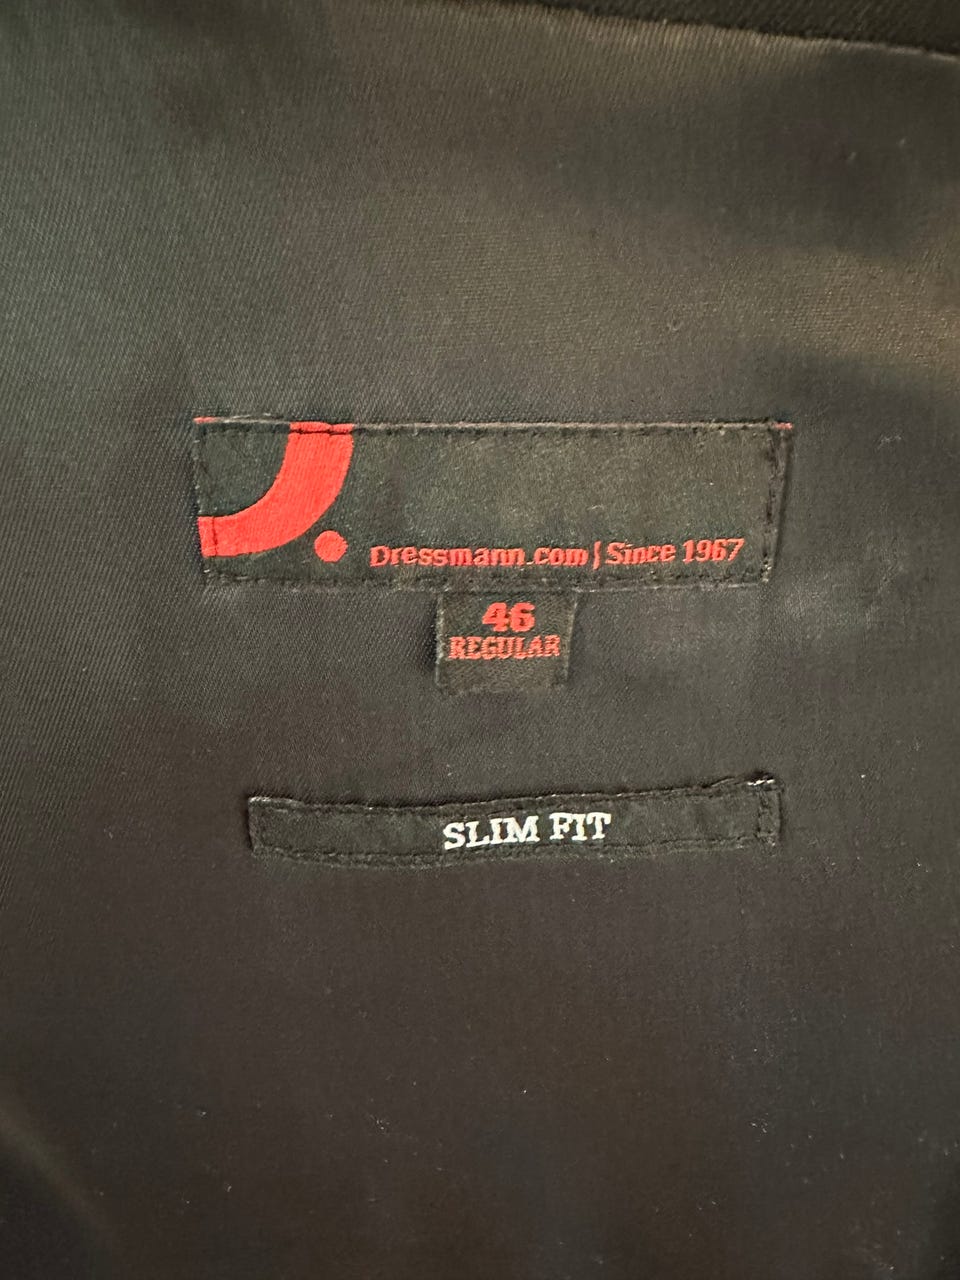 Dressmann.com | Since 1967
46
REGULAR
SLIM FIT